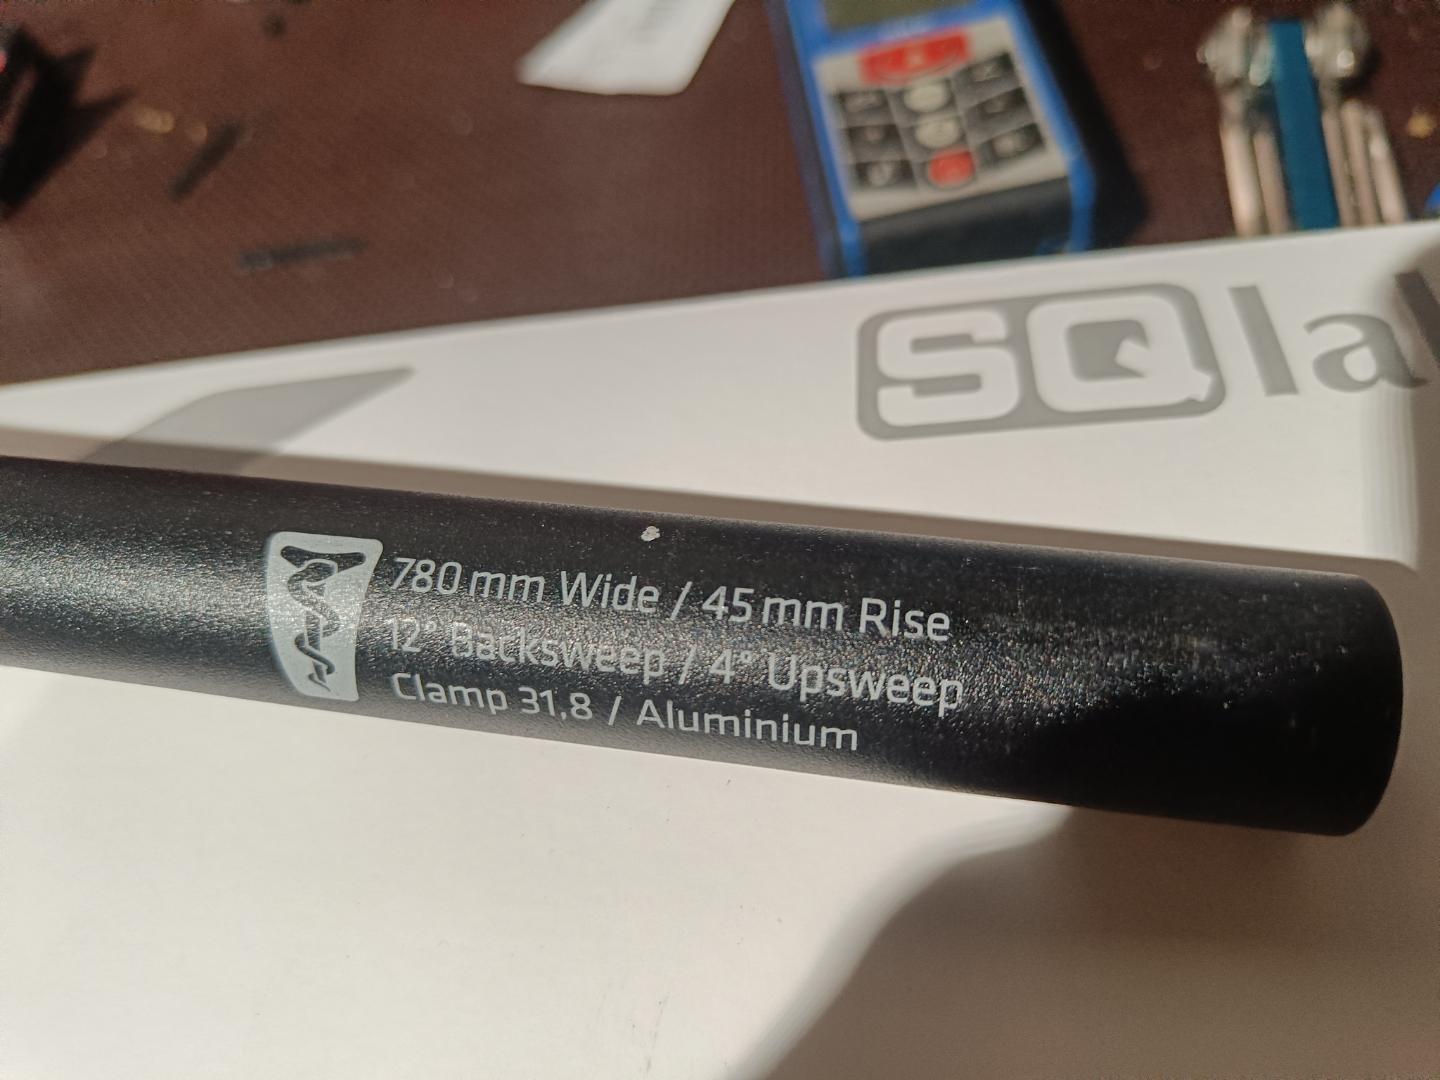 SQla
780 mm Wide / 45 mm Rise
12° Backsweep / 4° Upsweep
Clamp 31,8 / Aluminium